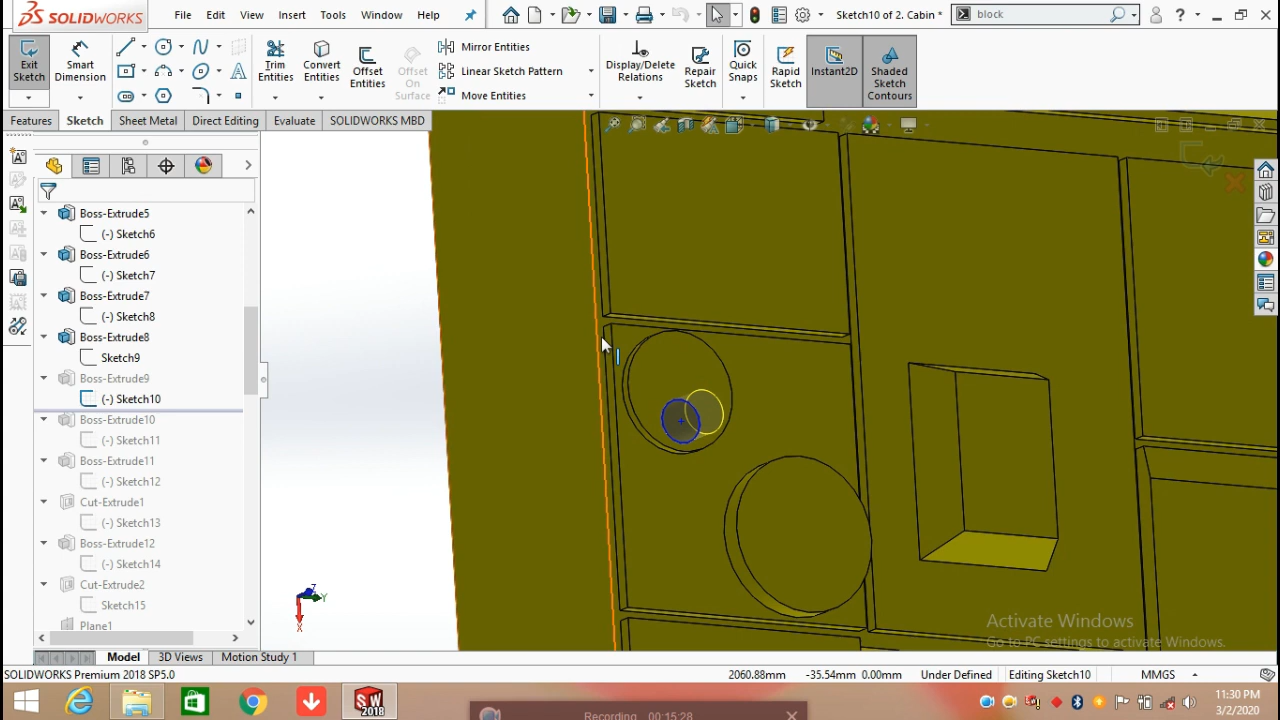 SOLIDWORKS
File Edit View Insert Tools Window Help
Sketch10 of 2. Cabin *
block
Exit Sketch
Smart Dimension
Trim Entities
Convert Entities
Offset Entities
Offset On Surface
Mirror Entities
Linear Sketch Pattern
Move Entities
Display/Delete Relations
Repair Sketch
Quick Snaps
Rapid Sketch
Instant2D
Shaded Sketch Contours
Features Sketch Sheet Metal Direct Editing Evaluate SOLIDWORKS MBD
Boss-Extrude5
(-) Sketch6
Boss-Extrude6
(-) Sketch7
Boss-Extrude7
(-) Sketch8
Boss-Extrude8
Sketch9
Boss-Extrude9
(-) Sketch10
Boss-Extrude10
(-) Sketch11
Boss-Extrude11
(-) Sketch12
Cut-Extrude1
(-) Sketch13
Boss-Extrude12
(-) Sketch14
Cut-Extrude2
Sketch15
Plane1
Z
Y
X
Activate Windows
Go to PC settings to activate Windows.
Model 3D Views Motion Study 1
SOLIDWORKS Premium 2018 SP5.0 2060.88mm -35.54mm 0.00mm Under Defined Editing Sketch10 MMGS
SW 2018
Recording 00:15:28
11:30 PM
3/2/2020